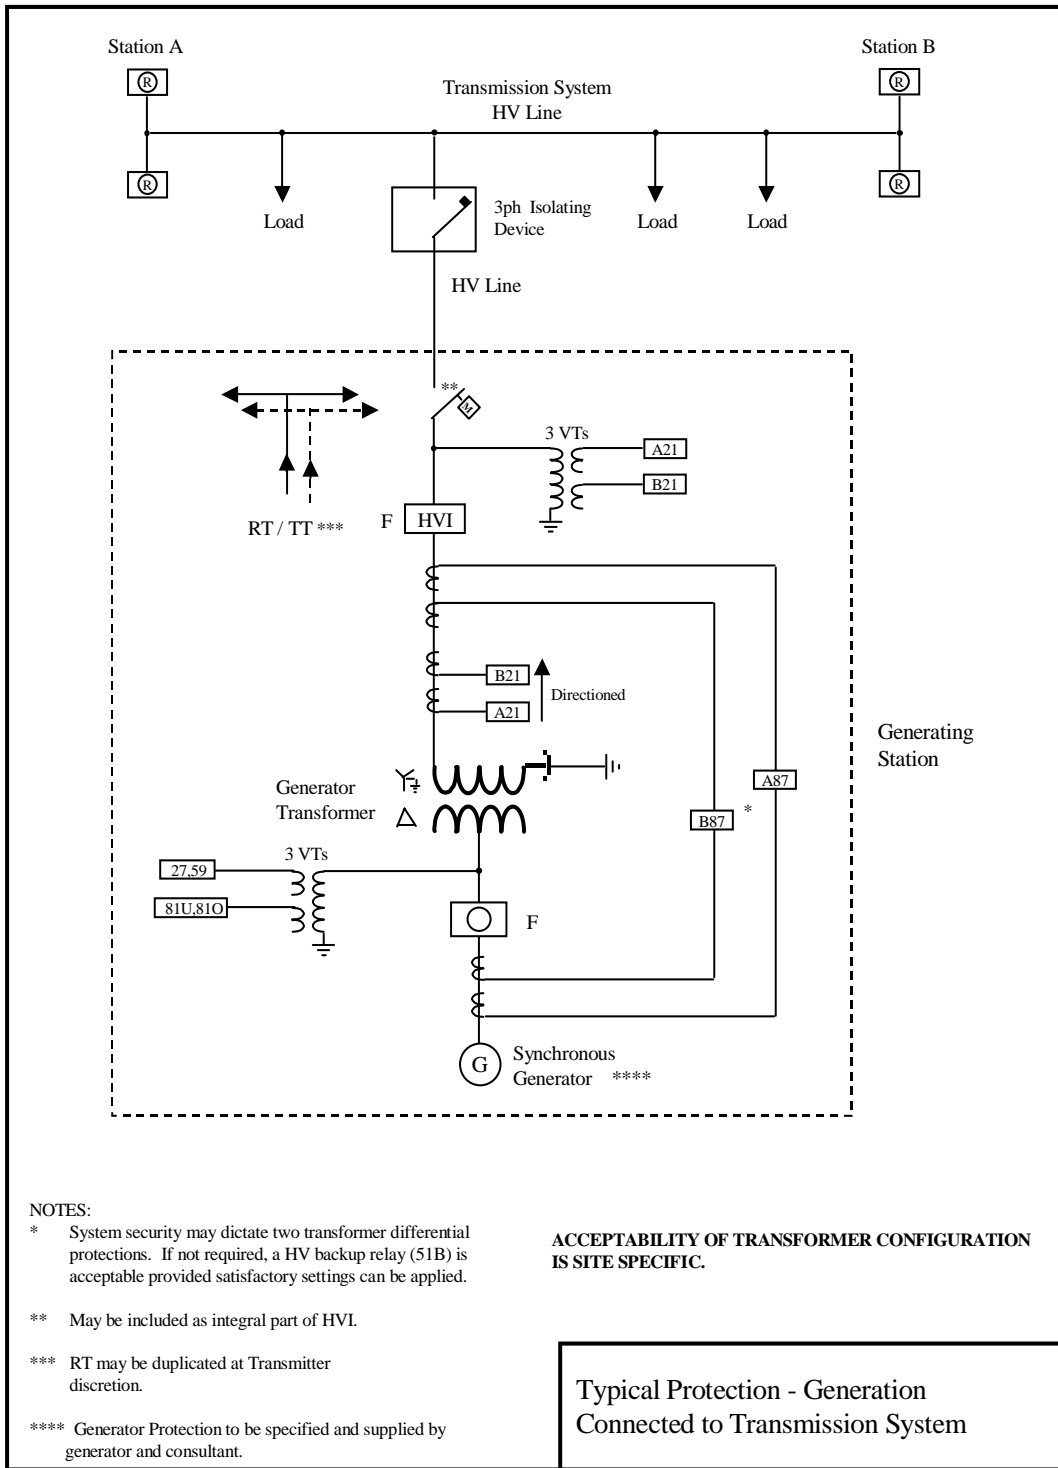 Station A
Station B
R
R
Transmission System
HV Line
R
R
Load
3ph Isolating
Device
Load
Load
HV Line
**
M
3 VTs
A21
B21
RT / TT ***
F
HVI
B21
A21
Directioned
Generating
Station
Generator
Transformer
A87
B87
*
3 VTs
27,59
81U,81O
F
G
Synchronous
Generator ****
NOTES:
* System security may dictate two transformer differential
protections. If not required, a HV backup relay (51B) is
acceptable provided satisfactory settings can be applied.
** May be included as integral part of HVI.
*** RT may be duplicated at Transmitter
discretion.
**** Generator Protection to be specified and supplied by
generator and consultant.
ACCEPTABILITY OF TRANSFORMER CONFIGURATION
IS SITE SPECIFIC.
Typical Protection - Generation
Connected to Transmission System